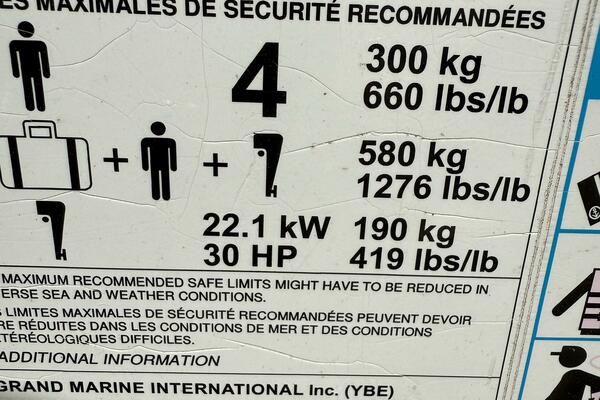 ES MAXIMALES DE SÉCURITÉ RECOMMANDÉES
4 300 kg
660 lbs/lb
+ + 580 kg
1276 lbs/lb
22.1 kW 190 kg
30 HP 419 lbs/lb
MAXIMUM RECOMMENDED SAFE LIMITS MIGHT HAVE TO BE REDUCED IN
ERSE SEA AND WEATHER CONDITIONS.
LIMITES MAXIMALES DE SÉCURITÉ RECOMMANDÉES PEUVENT DEVOIR
RE RÉDUITES DANS LES CONDITIONS DE MER ET DES CONDITIONS
TÉRÉOLOGIQUES DIFFICILES.
ADDITIONAL INFORMATION
GRAND MARINE INTERNATIONAL Inc. (YBE)